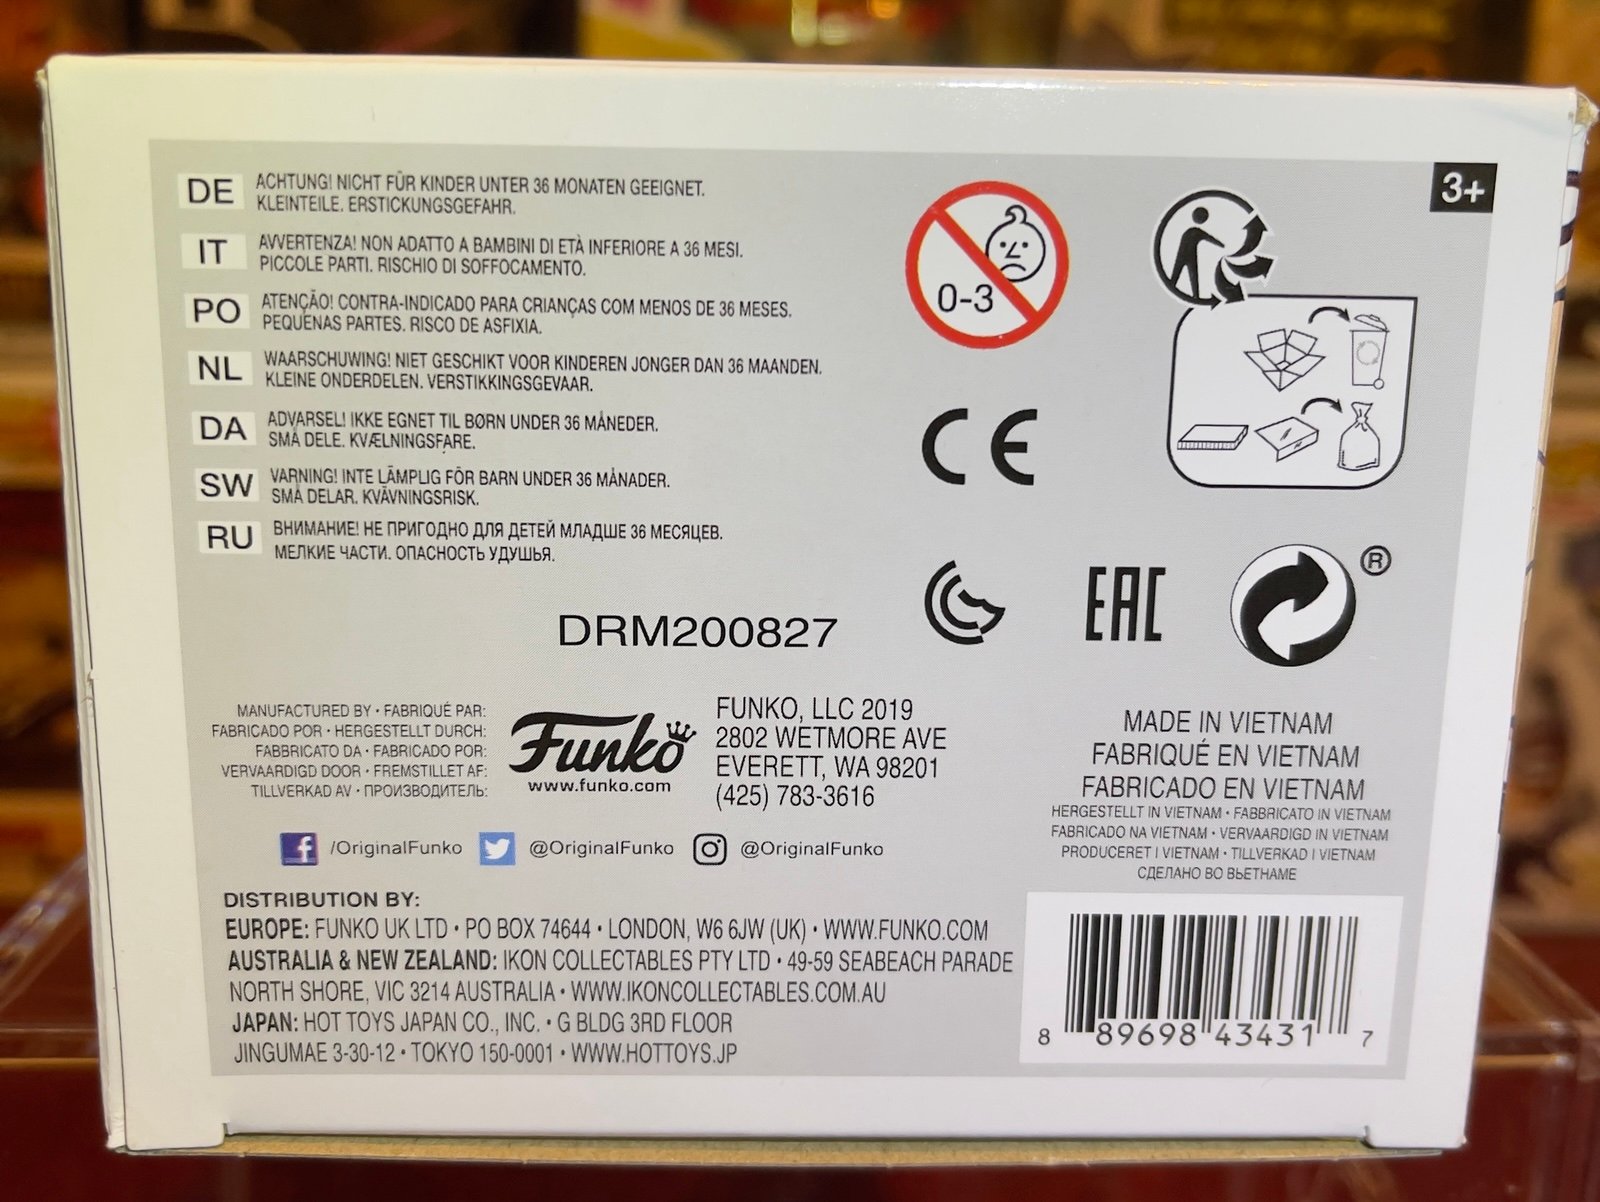 DE ACHTUNG! NICHT FÜR KINDER UNTER 36 MONATEN GEEIGNET.
KLEINTEILE. ERSTICKUNGSGEFAHR.
IT AVVERTENZA! NON ADATTO A BAMBINI DI ETÀ INFERIORE A 36 MESI.
PICCOLE PARTI. RISCHIO DI SOFFOCAMENTO.
PO ATENÇÃO! CONTRA-INDICADO PARA CRIANÇAS COM MENOS DE 36 MESES.
PEQUENAS PARTES. RISCO DE ASFIXIA.
NL WAARSCHUWING! NIET GESCHIKT VOOR KINDEREN JONGER DAN 36 MAANDEN.
KLEINE ONDERDELEN. VERSTIKKINGSGEVAAR.
DA ADVARSEL! IKKE EGNET TIL BØRN UNDER 36 MÅNEDER.
SMÅ DELE. KVÆLNINGSFARE.
SW VARNING! INTE LÄMPLIG FÖR BARN UNDER 36 MÅNADER.
SMÅ DELAR. KVÄVNINGSRISK.
RU ВНИМАНИЕ! НЕ ПРИГОДНО ДЛЯ ДЕТЕЙ МЛАДШЕ 36 МЕСЯЦЕВ.
МЕЛКИЕ ЧАСТИ. ОПАСНОСТЬ УДУШЬЯ.
0-3
3+
CE
EAC
®
DRM200827
MANUFACTURED BY • FABRIQUÉ PAR:
FABRICADO POR • HERGESTELLT DURCH:
FABBRICATO DA • FABRICADO POR:
VERVAARDIGD DOOR • FREMSTILLET AF:
TILLVERKAD AV • ПРОИЗВОДИТЕЛЬ:
Funko
www.funko.com
FUNKO, LLC 2019
2802 WETMORE AVE
EVERETT, WA 98201
(425) 783-3616
MADE IN VIETNAM
FABRIQUÉ EN VIETNAM
FABRICADO EN VIETNAM
HERGESTELLT IN VIETNAM • FABBRICATO IN VIETNAM
FABRICADO NA VIETNAM • VERVAARDIGD IN VIETNAM
PRODUCERET I VIETNAM • TILLVERKAD I VIETNAM
СДЕЛАНО ВО ВЬЕТНАМЕ
/OriginalFunko @OriginalFunko @OriginalFunko
DISTRIBUTION BY:
EUROPE: FUNKO UK LTD • PO BOX 74644 • LONDON, W6 6JW (UK) • WWW.FUNKO.COM
AUSTRALIA & NEW ZEALAND: IKON COLLECTABLES PTY LTD • 49-59 SEABEACH PARADE
NORTH SHORE, VIC 3214 AUSTRALIA • WWW.IKONCOLLECTABLES.COM.AU
JAPAN: HOT TOYS JAPAN CO., INC. • G BLDG 3RD FLOOR
JINGUMAE 3-30-12 • TOKYO 150-0001 • WWW.HOTTOYS.JP
8 89698 43431 7